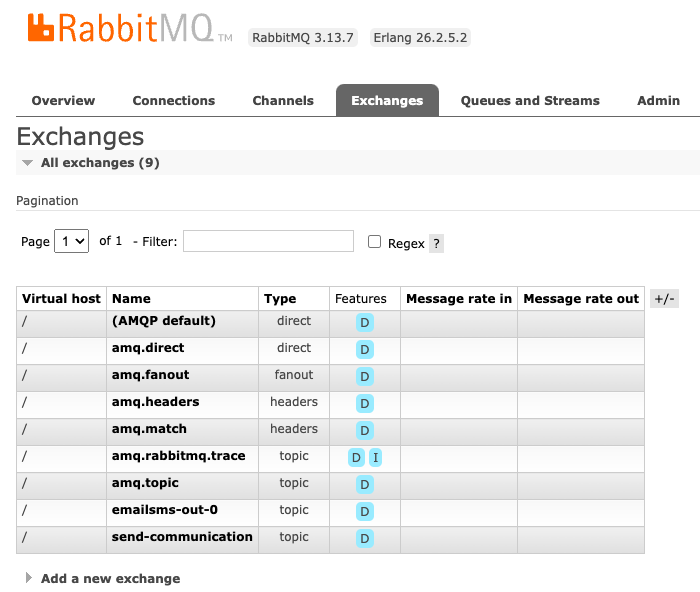 RabbitMQ TM RabbitMQ 3.13.7 Erlang 26.2.5.2
Overview Connections Channels Exchanges Queues and Streams Admin
Exchanges
All exchanges (9)
Pagination
Page 1 of 1 - Filter: Regex ?
Virtual host Name Type Features Message rate in Message rate out +/-
/ (AMQP default) direct D
/ amq.direct direct D
/ amq.fanout fanout D
/ amq.headers headers D
/ amq.match headers D
/ amq.rabbitmq.trace topic D I
/ amq.topic topic D
/ emailsms-out-0 topic D
/ send-communication topic D
Add a new exchange